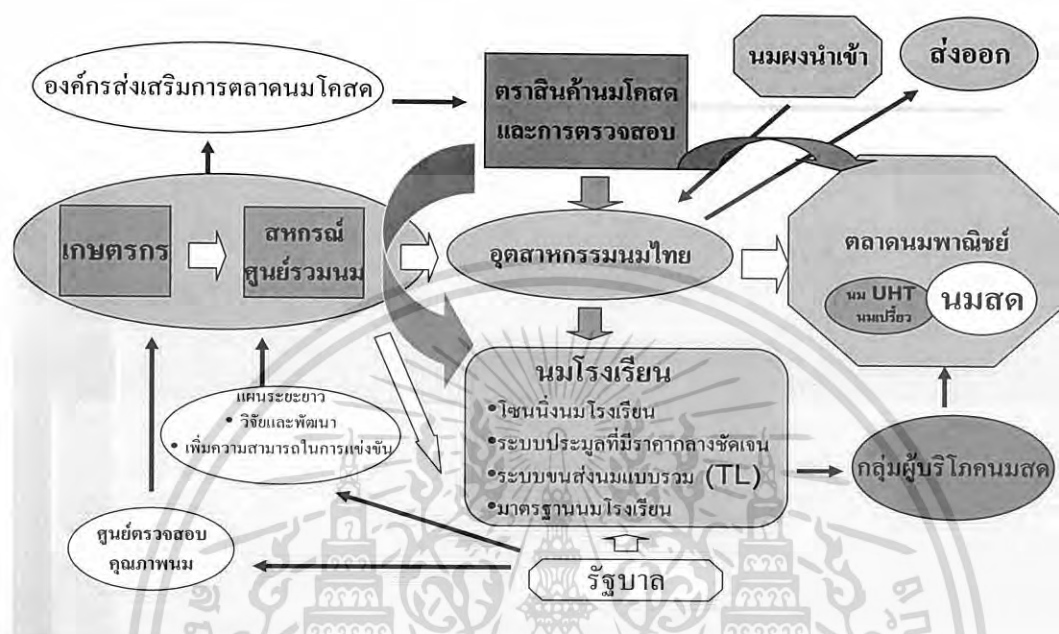 นมผงนำเข้า
ส่งออก
องค์กรส่งเสริมการตลาดนมโคสด
ตราสินค้านมโคสด
และการตรวจสอบ
เกษตรกร
สหกรณ์
ศูนย์รวมนม
อุตสาหกรรมนมไทย
ตลาดนมพาณิชย์
นม UHT
นมเปรี้ยว
นมสด
นมโรงเรียน
•โซนนิ่งนมโรงเรียน
•ระบบประมูลที่มีราคากลางชัดเจน
•ระบบขนส่งนมแบบรวม (TL)
•มาตรฐานนมโรงเรียน
แผนระยะยาว
• วิจัยและพัฒนา
• เพิ่มความสามารถในการแข่งขัน
กลุ่มผู้บริโภคนมสด
ศูนย์ตรวจสอบ
คุณภาพนม
รัฐบาล